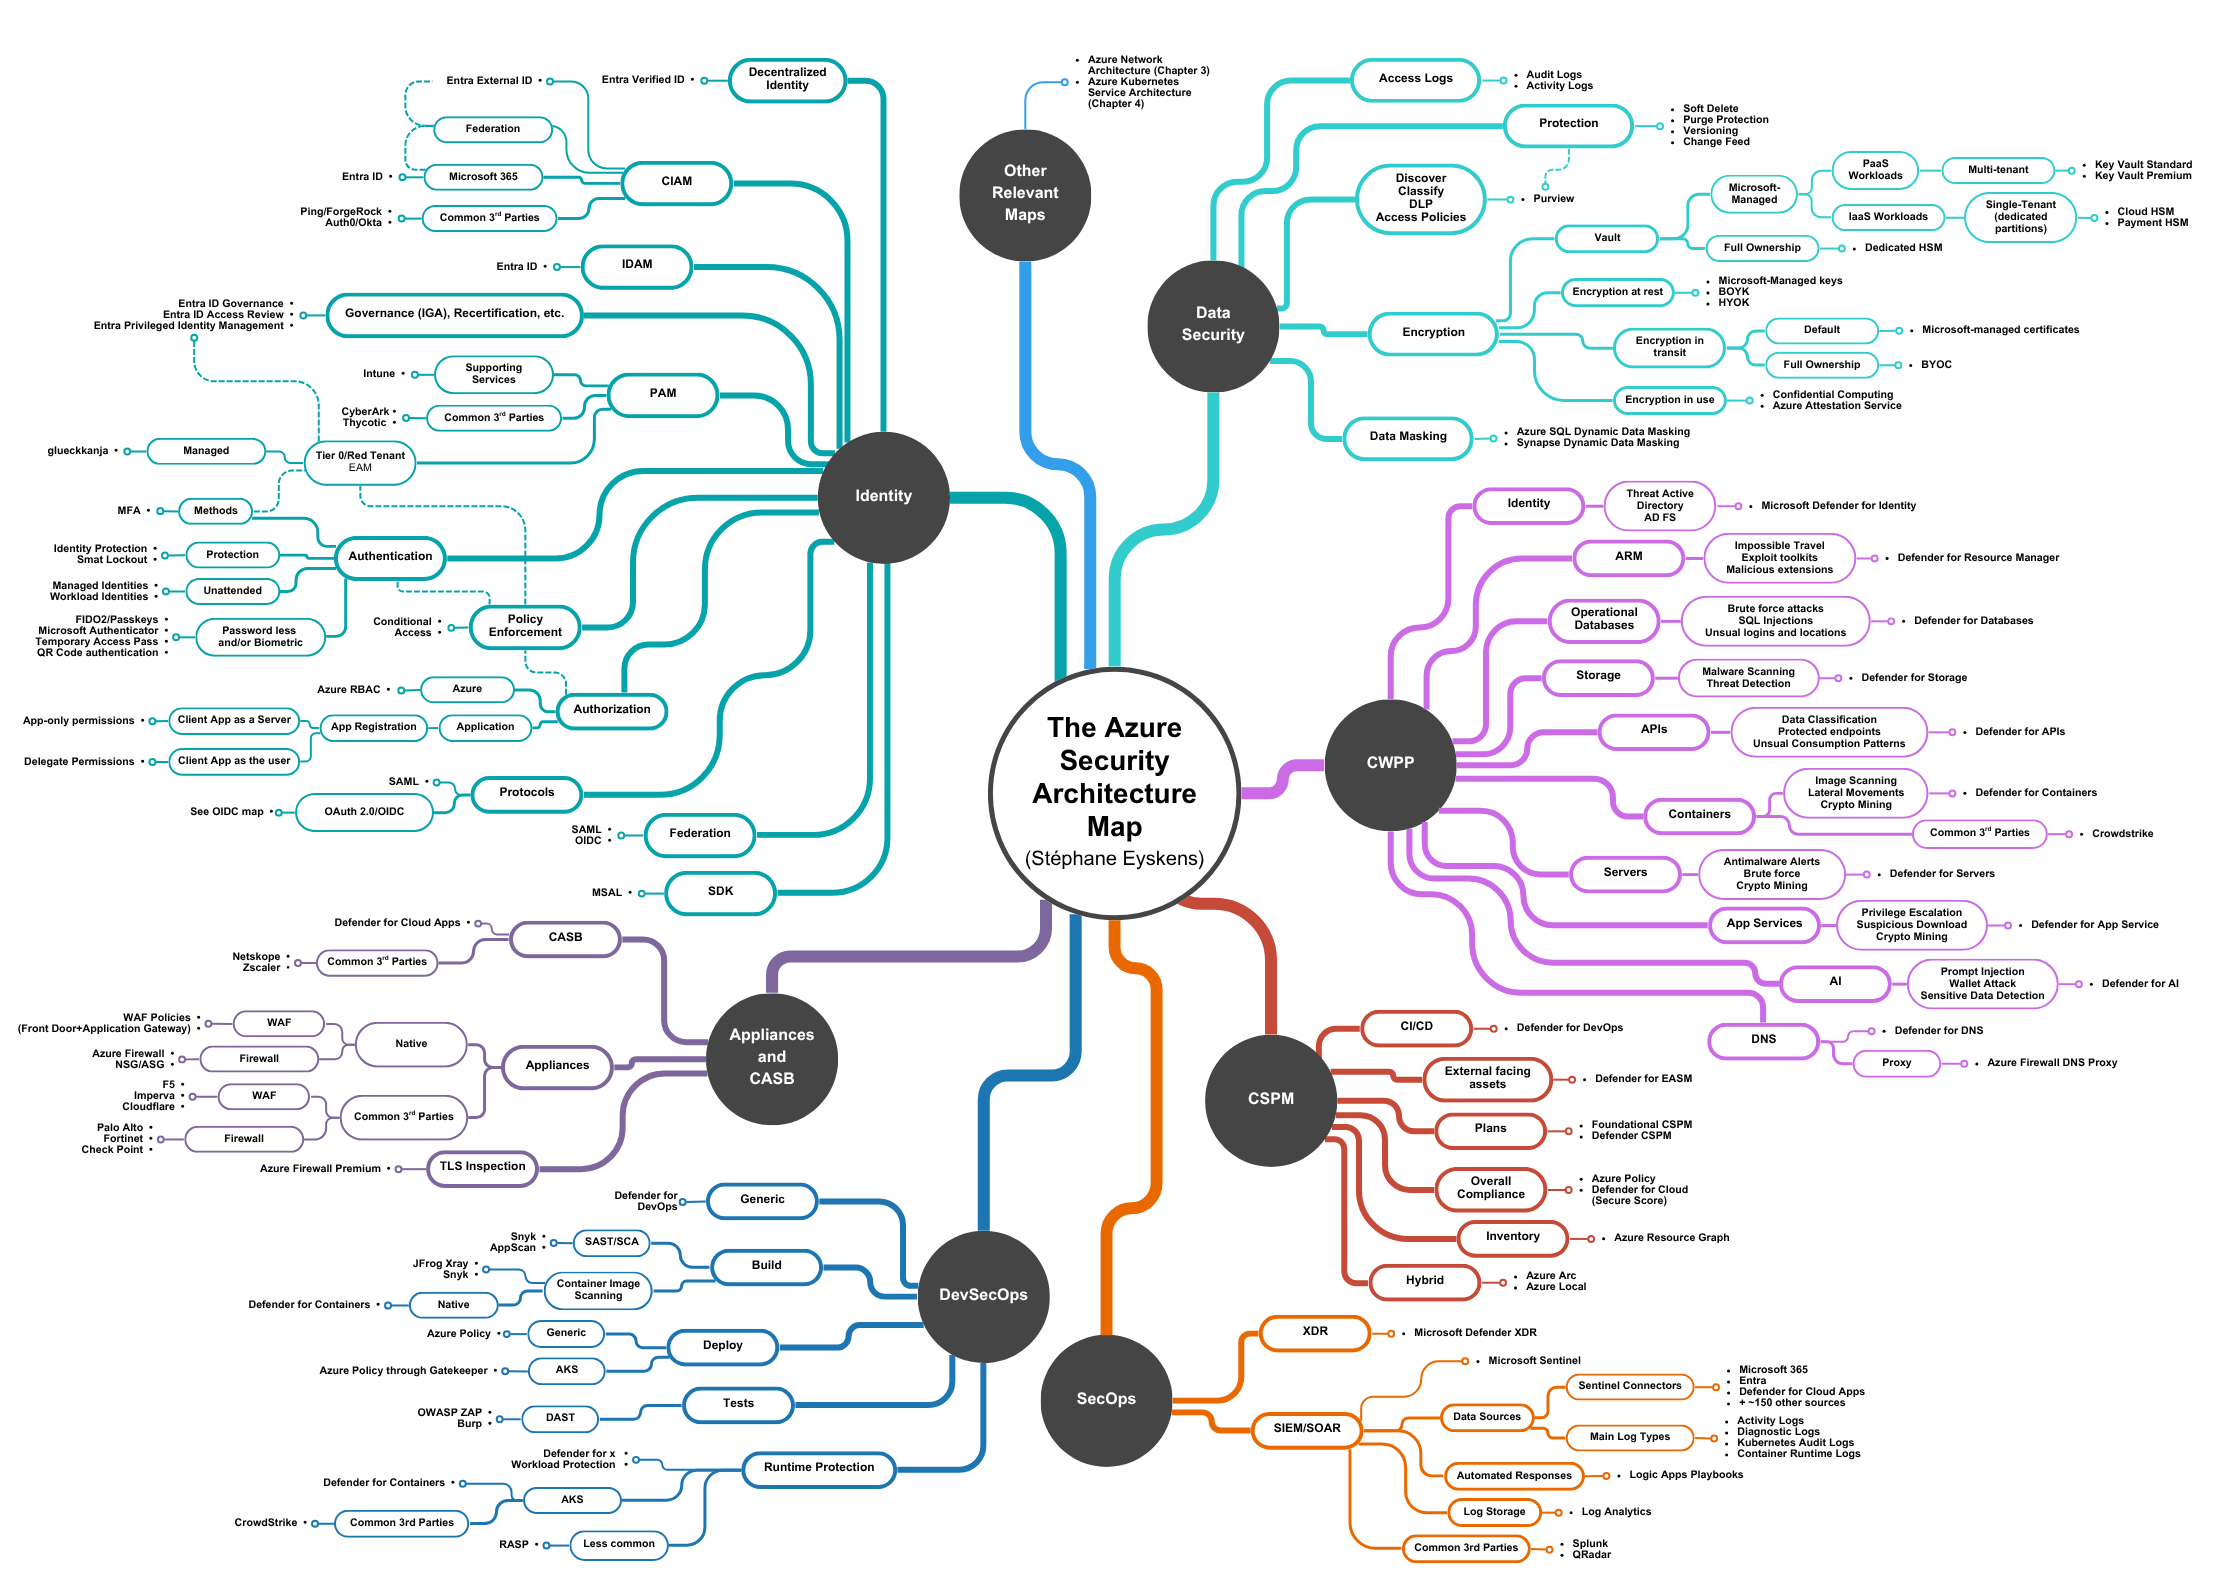 The Azure
Security
Architecture
Map
(Stéphane Eyskens)
Other
Relevant
Maps
• Azure Network
Architecture (Chapter 3)
• Azure Kubernetes
Service Architecture
(Chapter 4)
Identity
Decentralized
Identity
Entra Verified ID •
CIAM
Entra External ID •
Federation
Microsoft 365
Entra ID •
Common 3rd Parties
Ping/ForgeRock •
Auth0/Okta •
IDAM
Entra ID •
Governance (IGA), Recertification, etc.
Entra ID Governance •
Entra ID Access Review •
Entra Privileged Identity Management •
PAM
Supporting
Services
Intune •
Common 3rd Parties
CyberArk •
Thycotic •
Tier 0/Red Tenant
EAM
Managed
glueckkanja •
Authentication
Methods
MFA •
Protection
Identity Protection •
Smat Lockout •
Unattended
Managed Identities •
Workload Identities •
Password less
and/or Biometric
FIDO2/Passkeys •
Microsoft Authenticator •
Temporary Access Pass •
QR Code authentication •
Policy
Enforcement
Conditional •
Access •
Authorization
Azure
Azure RBAC •
Application
App Registration
Client App as a Server
App-only permissions •
Client App as the user
Delegate Permissions •
Protocols
SAML •
OAuth 2.0/OIDC
See OIDC map •
Federation
SAML •
OIDC •
SDK
MSAL •
Data
Security
Access Logs
• Audit Logs
• Activity Logs
Protection
• Soft Delete
• Purge Protection
• Versioning
• Change Feed
Discover
Classify
DLP
Access Policies
• Purview
Encryption
Vault
Microsoft-
Managed
PaaS
Workloads
Multi-tenant
• Key Vault Standard
• Key Vault Premium
IaaS Workloads
Single-Tenant
(dedicated
partitions)
• Cloud HSM
• Payment HSM
Full Ownership
• Dedicated HSM
Encryption at rest
• Microsoft-Managed keys
• BOYK
• HYOK
Encryption in
transit
Default
• Microsoft-managed certificates
Full Ownership
• BYOC
Encryption in use
• Confidential Computing
• Azure Attestation Service
Data Masking
• Azure SQL Dynamic Data Masking
• Synapse Dynamic Data Masking
CWPP
Identity
Threat Active
Directory
AD FS
• Microsoft Defender for Identity
ARM
Impossible Travel
Exploit toolkits
Malicious extensions
• Defender for Resource Manager
Operational
Databases
Brute force attacks
SQL Injections
Unsual logins and locations
• Defender for Databases
Storage
Malware Scanning
Threat Detection
• Defender for Storage
APIs
Data Classification
Protected endpoints
Unsual Consumption Patterns
• Defender for APIs
Containers
Image Scanning
Lateral Movements
Crypto Mining
• Defender for Containers
Common 3rd Parties
• Crowdstrike
Servers
Antimalware Alerts
Brute force
Crypto Mining
• Defender for Servers
App Services
Privilege Escalation
Suspicious Download
Crypto Mining
• Defender for App Service
AI
Prompt Injection
Wallet Attack
Sensitive Data Detection
• Defender for AI
DNS
• Defender for DNS
Proxy
• Azure Firewall DNS Proxy
CSPM
CI/CD
• Defender for DevOps
External facing
assets
• Defender for EASM
Plans
• Foundational CSPM
• Defender CSPM
Overall
Compliance
• Azure Policy
• Defender for Cloud
(Secure Score)
Inventory
• Azure Resource Graph
Hybrid
• Azure Arc
• Azure Local
SecOps
XDR
• Microsoft Defender XDR
SIEM/SOAR
• Microsoft Sentinel
Data Sources
Sentinel Connectors
• Microsoft 365
• Entra
• Defender for Cloud Apps
• + ~150 other sources
Main Log Types
• Activity Logs
• Diagnostic Logs
• Kubernetes Audit Logs
• Container Runtime Logs
Automated Responses
• Logic Apps Playbooks
Log Storage
• Log Analytics
Common 3rd Parties
• Splunk
• QRadar
Appliances
and
CASB
CASB
Defender for Cloud Apps •
Common 3rd Parties
Netskope •
Zscaler •
Appliances
Native
WAF
WAF Policies •
(Front Door+Application Gateway) •
Firewall
Azure Firewall •
NSG/ASG •
Common 3rd Parties
WAF
F5 •
Imperva •
Cloudflare •
Firewall
Palo Alto •
Fortinet •
Check Point •
TLS Inspection
Azure Firewall Premium •
DevSecOps
Generic
Defender for
DevOps
Build
SAST/SCA
Snyk •
AppScan •
Container Image
Scanning
JFrog Xray •
Snyk •
Native
Defender for Containers •
Deploy
Generic
Azure Policy •
AKS
Azure Policy through Gatekeeper •
Tests
DAST
OWASP ZAP •
Burp •
Runtime Protection
Defender for x •
Workload Protection •
AKS
Defender for Containers •
Common 3rd Parties
CrowdStrike •
Less common
RASP •